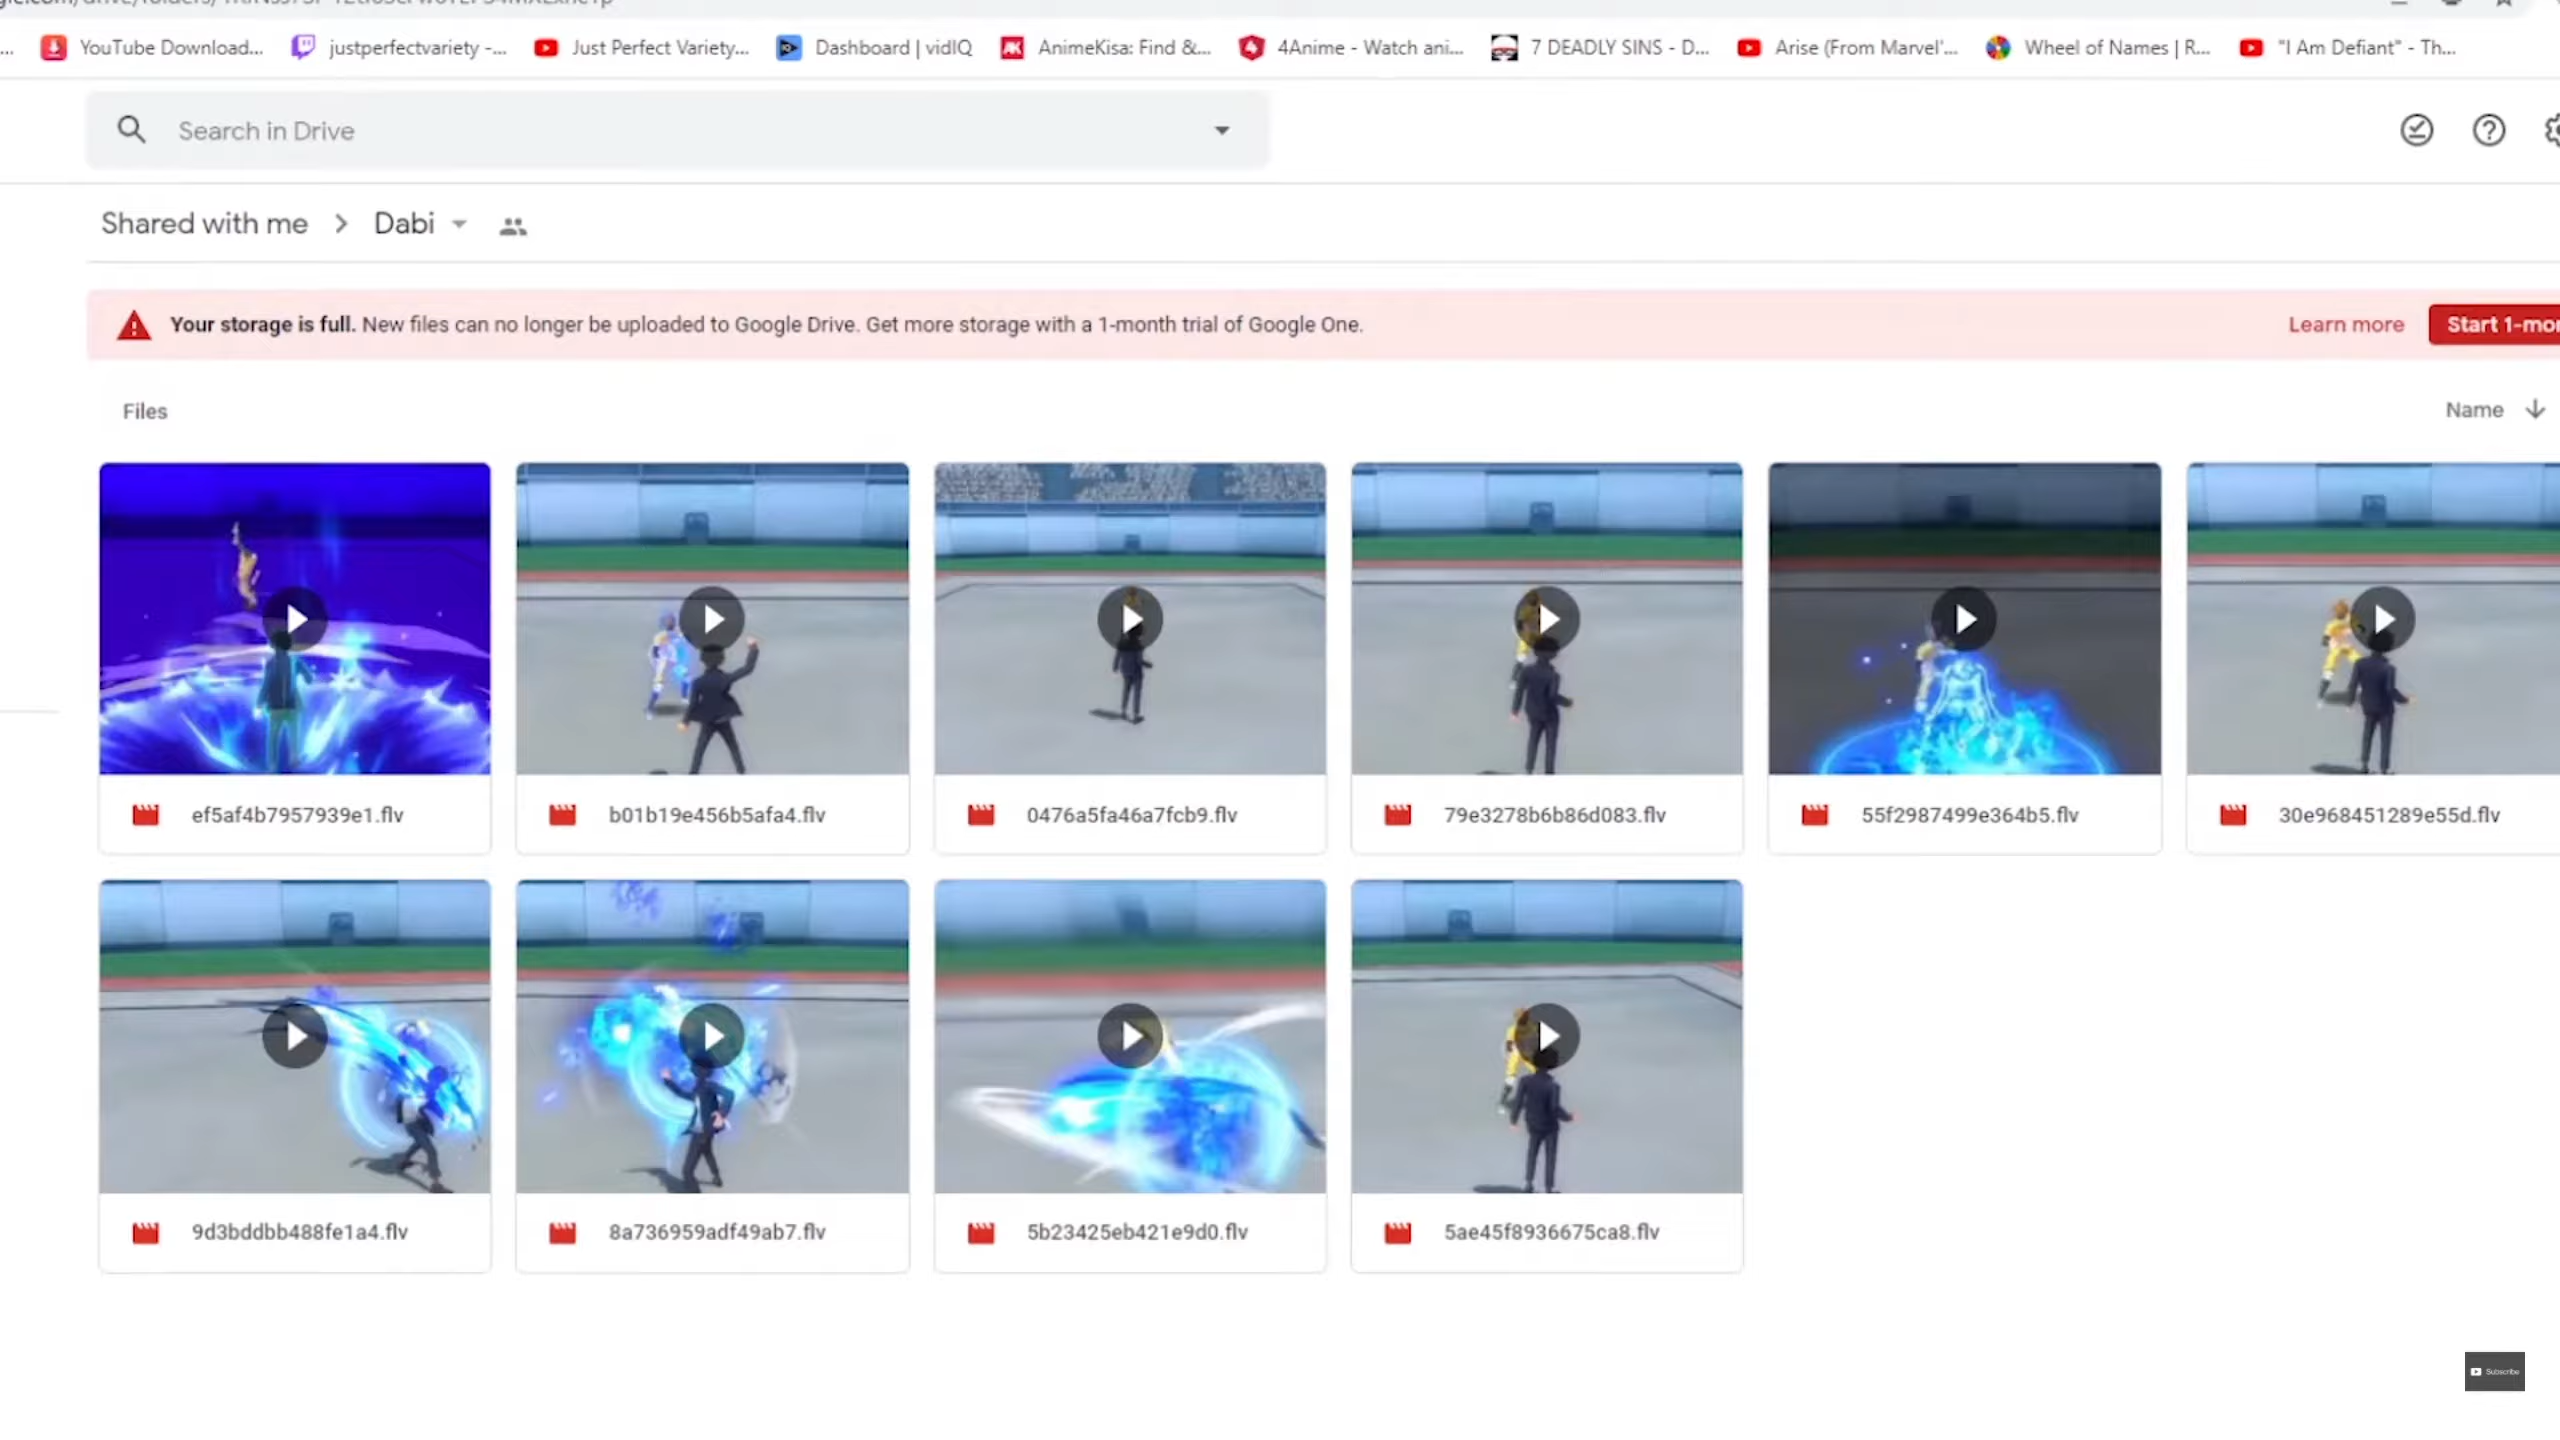 YouTube Download...
justperfectvariety -...
Just Perfect Variety...
Dashboard | vidIQ
AnimeKisa: Find &...
4Anime - Watch ani...
7 DEADLY SINS - D...
Arise (From Marvel'...
Wheel of Names | R...
"I Am Defiant" - Th...
Search in Drive
Shared with me > Dabi
Your storage is full. New files can no longer be uploaded to Google Drive. Get more storage with a 1-month trial of Google One.
Learn more
Start 1-mon
Files
Name
ef5af4b7957939e1.flv
b01b19e456b5afa4.flv
0476a5fa46a7fcb9.flv
79e3278b6b86d083.flv
55f2987499e364b5.flv
30e968451289e55d.flv
9d3bddbb488fe1a4.flv
8a736959adf49ab7.flv
5b23425eb421e9d0.flv
5ae45f8936675ca8.flv
Subscribe